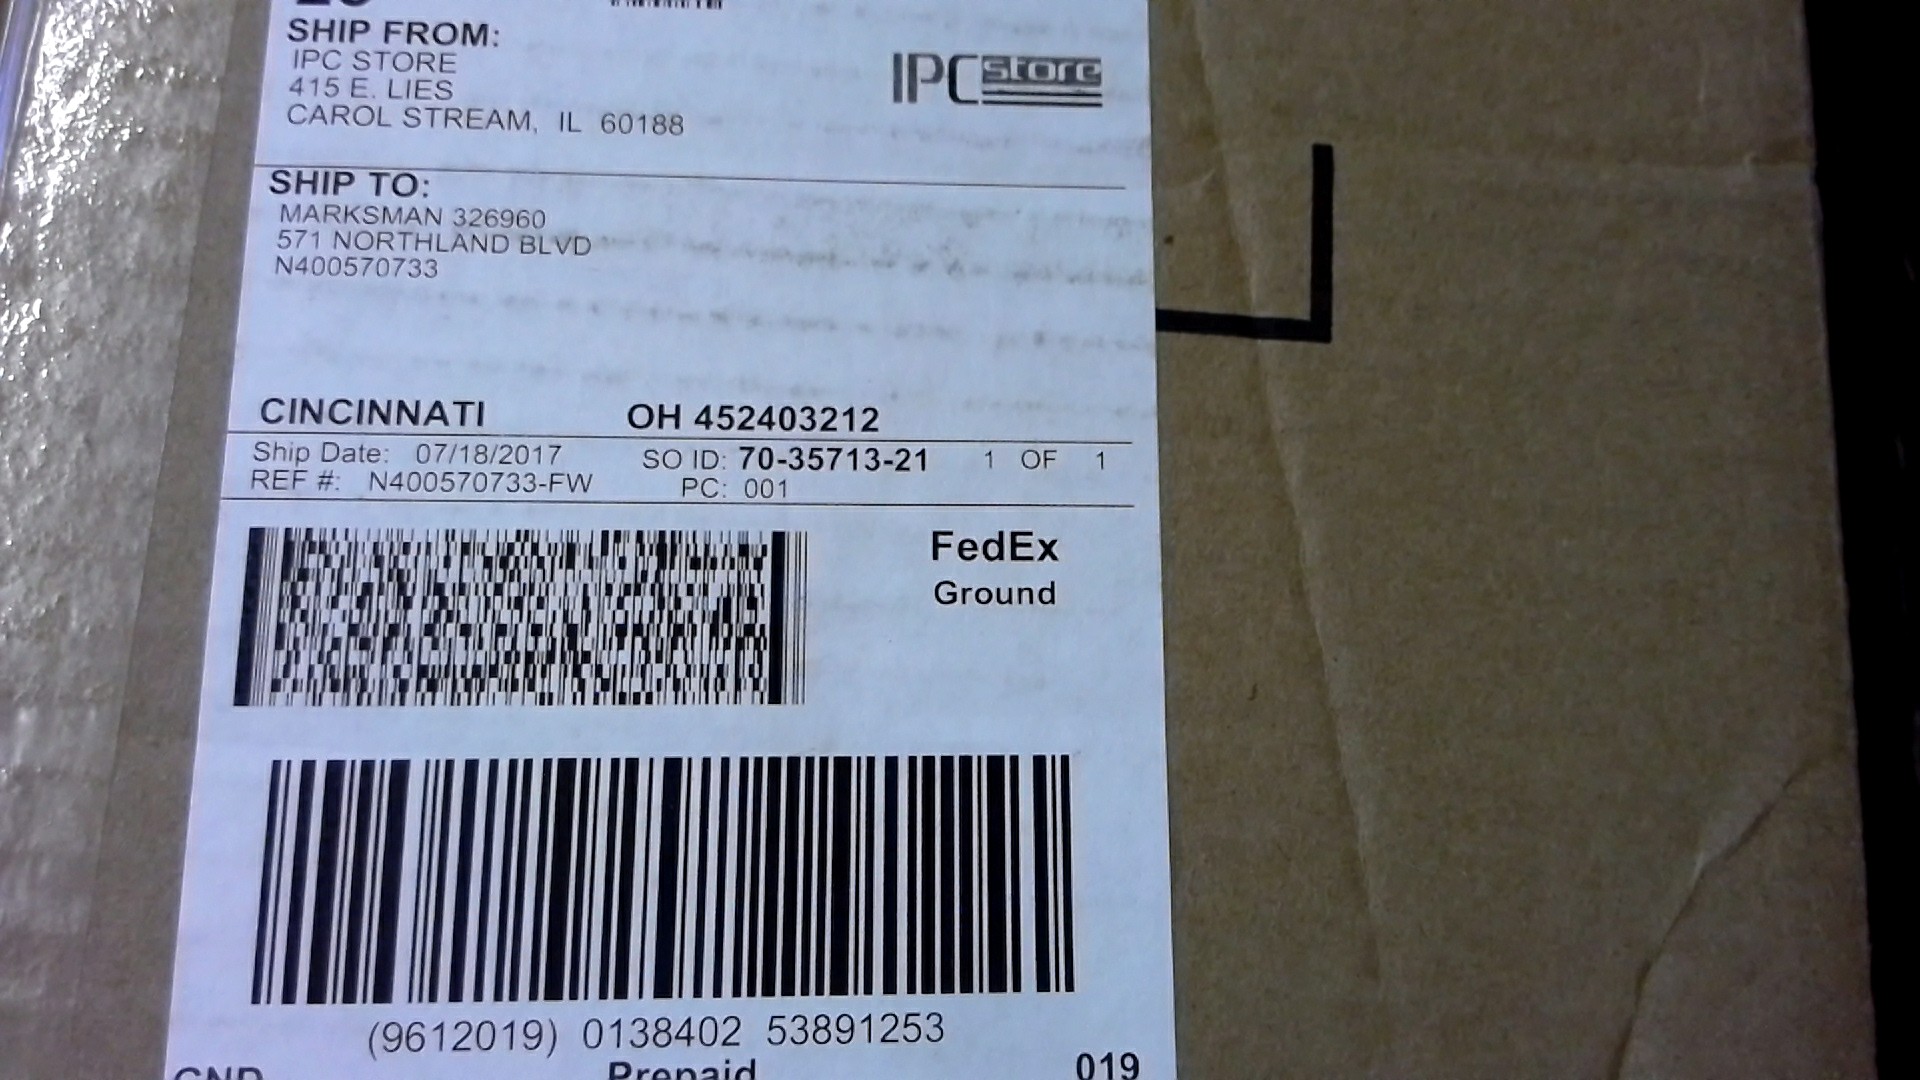 SHIP FROM:
IPC STORE
415 E. LIES
CAROL STREAM, IL 60188
IPC store
SHIP TO:
MARKSMAN 326960
571 NORTHLAND BLVD
N400570733
CINCINNATI OH 452403212
Ship Date: 07/18/2017 SO ID: 70-35713-21 1 OF 1
REF #: N400570733-FW PC: 001
FedEx
Ground
(9612019) 0138402 53891253
GND Prepaid 019